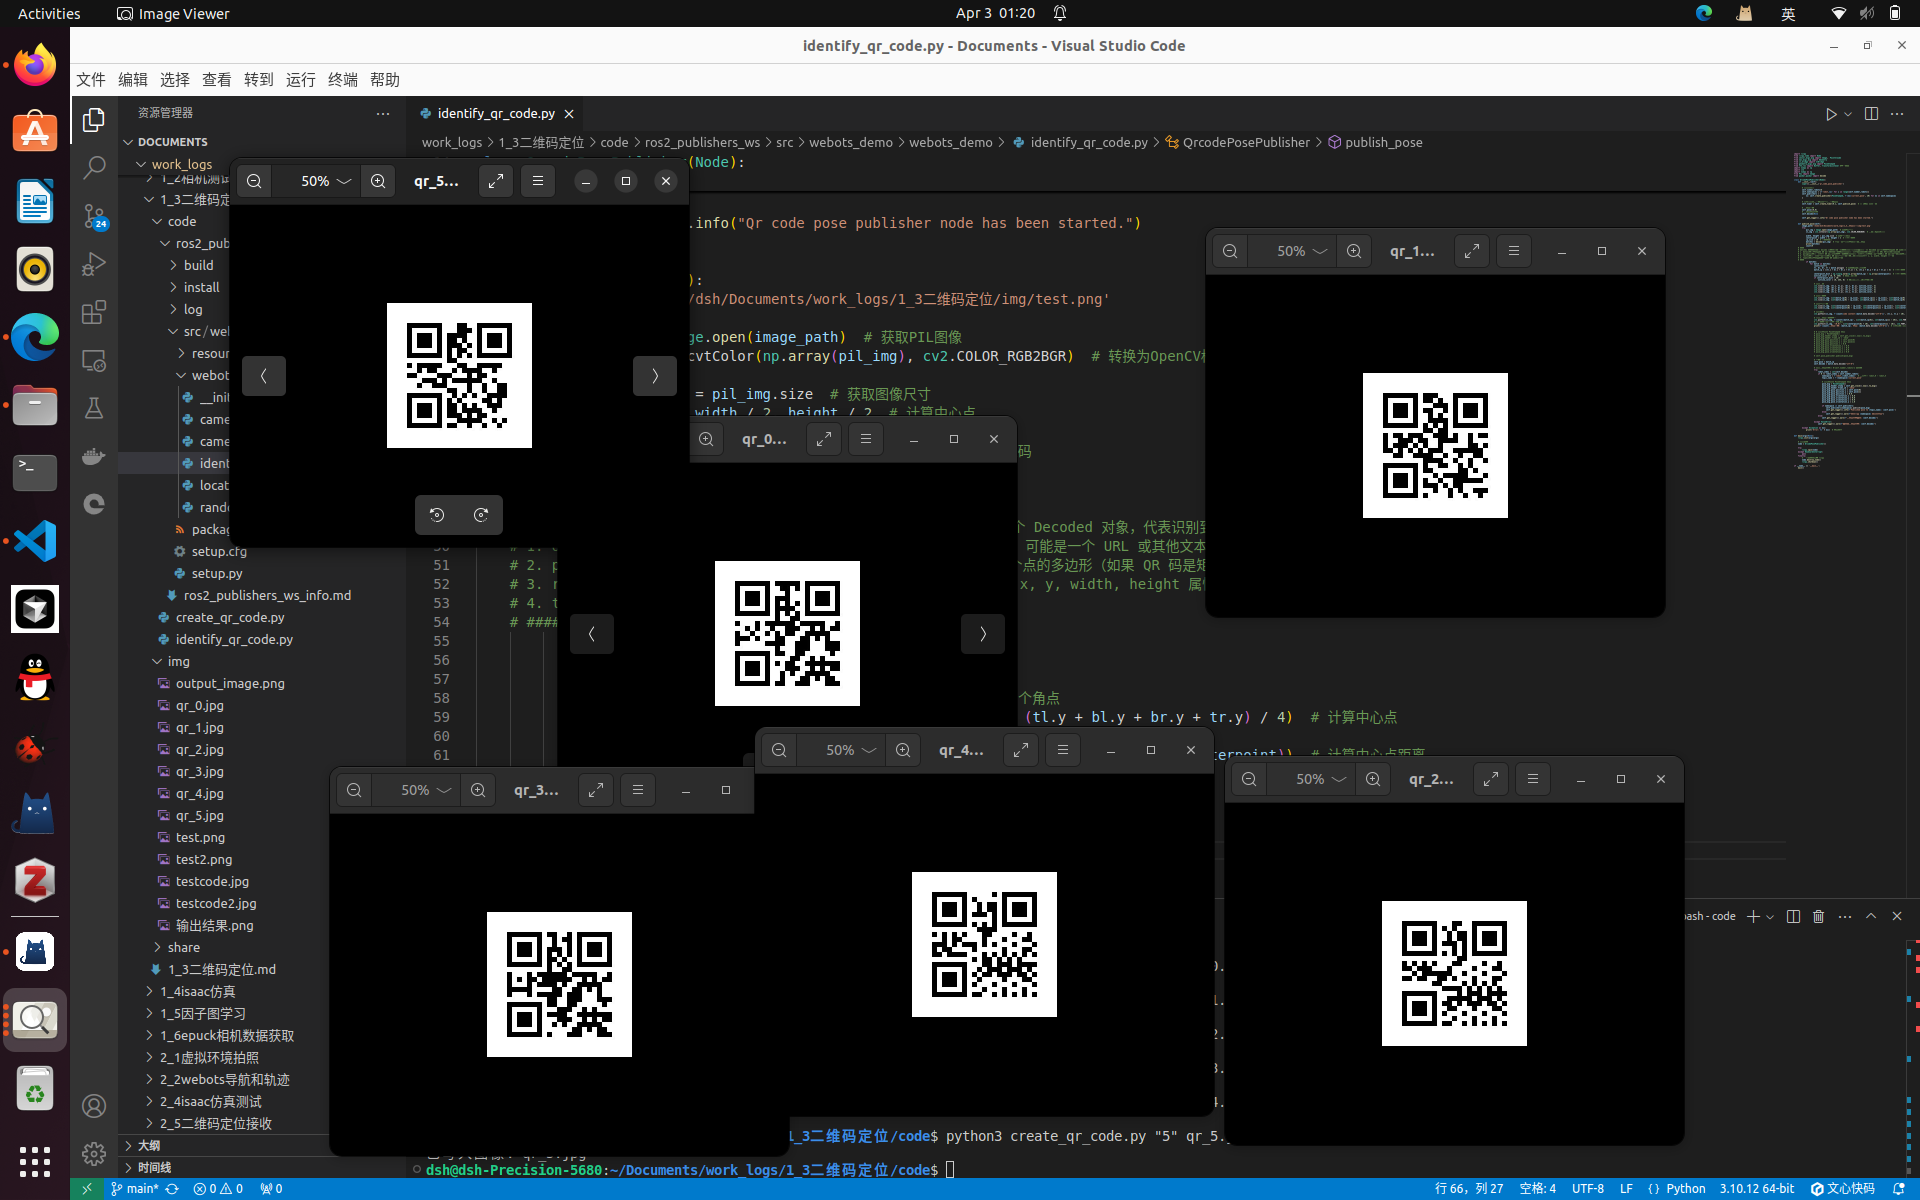 Activities
Image Viewer
Apr 3 01:20
英
identify_qr_code.py - Documents - Visual Studio Code
文件 编辑 选择 查看 转到 运行 终端 帮助
资源管理器
identify_qr_code.py
DOCUMENTS
work_logs > 1_3二维码定位 > code > ros2_publishers_ws > src > webots_demo > webots_demo > identify_qr_code.py > QrcodePosePublisher > publish_pose
work_logs
1_3二维码定位
code
ros2_pub
build
install
log
src/we
resour
webot
__ini
came
came
ident
locat
rand
packag
setup.cfg
setup.py
ros2_publishers_ws_info.md
create_qr_code.py
identify_qr_code.py
img
output_image.png
qr_0.jpg
qr_1.jpg
qr_2.jpg
qr_3.jpg
qr_4.jpg
qr_5.jpg
test.png
test2.png
testcode.jpg
testcode2.jpg
输出结果.png
share
1_3二维码定位.md
1_4isaac仿真
1_5因子图学习
1_6epuck相机数据获取
2_1虚拟环境拍照
2_2webots导航和轨迹
2_4isaac仿真测试
2_5二维码定位接收
大纲
时间线
24
(Node):
.info("Qr code pose publisher node has been started.")
):
/dsh/Documents/work_logs/1_3二维码定位/img/test.png'
ge.open(image_path) # 获取PIL图像
cvtColor(np.array(pil_img), cv2.COLOR_RGB2BGR) # 转换为OpenCV
= pil_img.size # 获取图像尺寸
width / 2, height / 2 # 计算中心点
码
个 Decoded 对象，代表识别到
可能是一个 URL 或其他文本
51 # 2. p
个点的多边形（如果 QR 码是矩
52 # 3. r
x, y, width, height 属
53 # 4. t
54 # ####
55
56
57
58
个角点
59
(tl.y + bl.y + br.y + tr.y) / 4) # 计算中心点
60
61
terpoint)) # 计算中心点距离
50% qr_5...
50% qr_1...
qr_0...
50% qr_3...
50% qr_4...
50% qr_2...
bash - code
0.
1.
2.
3.
4.
1_3二维码定位/code$ python3 create_qr_code.py "5" qr_5.
dsh@dsh-Precision-5680:~/Documents/work_logs/1_3二维码定位/code$
main* 0 0 0
行 66，列 27 空格: 4 UTF-8 LF Python 3.10.12 64-bit 文心快码